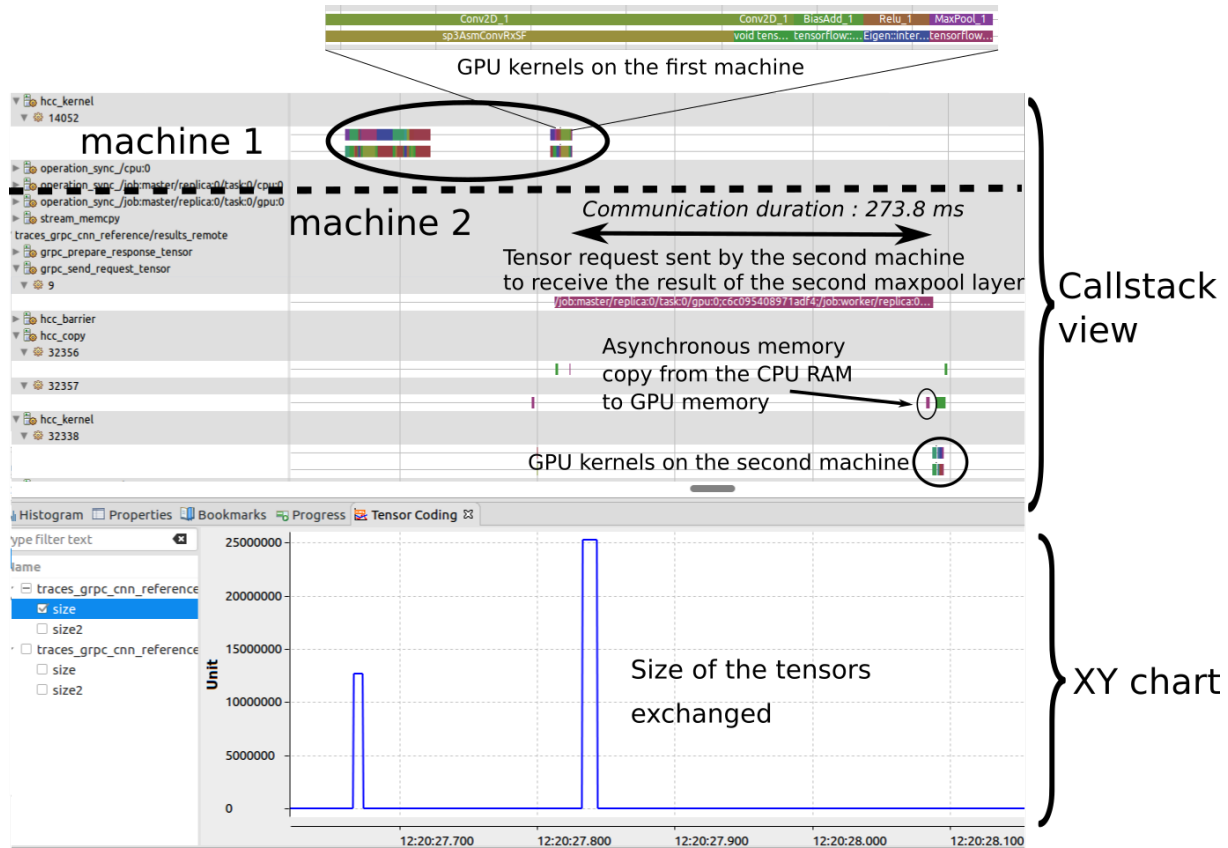 Conv2D_1 Conv2D_1 BiasAdd_1 Relu_1 MaxPool_1
sp3AsmConvRxSF void tens... tensorflow::... Eigen::inter... tensorflow...
GPU kernels on the first machine
hcc_kernel
14052
machine 1
operation_sync_/cpu:0
operation_sync_/job:master/replica:0/task:0/cpu:0
operation_sync_/job:master/replica:0/task:0/gpu:0
stream_memcpy
machine 2
Communication duration : 273.8 ms
traces_grpc_cnn_reference/results_remote
grpc_prepare_response_tensor
grpc_send_request_tensor
9
Tensor request sent by the second machine
to receive the result of the second maxpool layer
/job:master/replica:0/task:0/gpu:0;c6c095408971adf4;/job:worker/replica:0...
hcc_barrier
hcc_copy
32356
32357
Asynchronous memory
copy from the CPU RAM
to GPU memory
hcc_kernel
32338
GPU kernels on the second machine
Callstack
view
Histogram Properties Bookmarks Progress Tensor Coding
ype filter text
lame
traces_grpc_cnn_reference
size
size2
traces_grpc_cnn_reference
size
size2
Unit
25000000
20000000
15000000
10000000
5000000
0
Size of the tensors
exchanged
XY chart
12:20:27.700 12:20:27.800 12:20:27.900 12:20:28.000 12:20:28.100